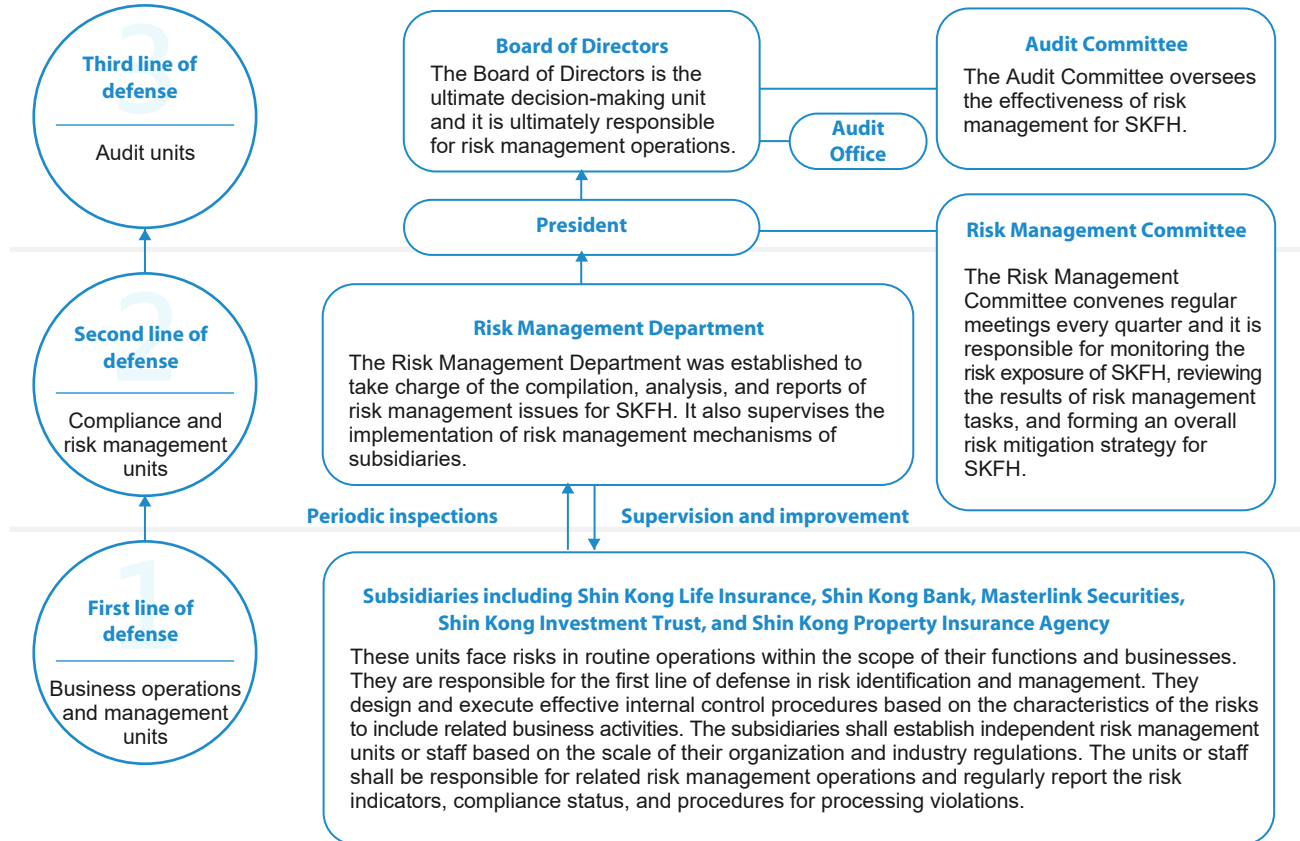 3
Third line of
defense
Audit units
Board of Directors
The Board of Directors is the
ultimate decision-making unit
and it is ultimately responsible
for risk management operations.
Audit
Office
Audit Committee
The Audit Committee oversees
the effectiveness of risk
management for SKFH.
President
Risk Management Committee
The Risk Management
Committee convenes regular
meetings every quarter and it is
responsible for monitoring the
risk exposure of SKFH, reviewing
the results of risk management
tasks, and forming an overall
risk mitigation strategy for
SKFH.
2
Second line of
defense
Compliance and
risk management
units
Risk Management Department
The Risk Management Department was established to
take charge of the compilation, analysis, and reports of
risk management issues for SKFH. It also supervises the
implementation of risk management mechanisms of
subsidiaries.
Periodic inspections
Supervision and improvement
1
First line of
defense
Business operations
and management
units
Subsidiaries including Shin Kong Life Insurance, Shin Kong Bank, Masterlink Securities,
Shin Kong Investment Trust, and Shin Kong Property Insurance Agency
These units face risks in routine operations within the scope of their functions and businesses.
They are responsible for the first line of defense in risk identification and management. They
design and execute effective internal control procedures based on the characteristics of the risks
to include related business activities. The subsidiaries shall establish independent risk management
units or staff based on the scale of their organization and industry regulations. The units or staff
shall be responsible for related risk management operations and regularly report the risk
indicators, compliance status, and procedures for processing violations.